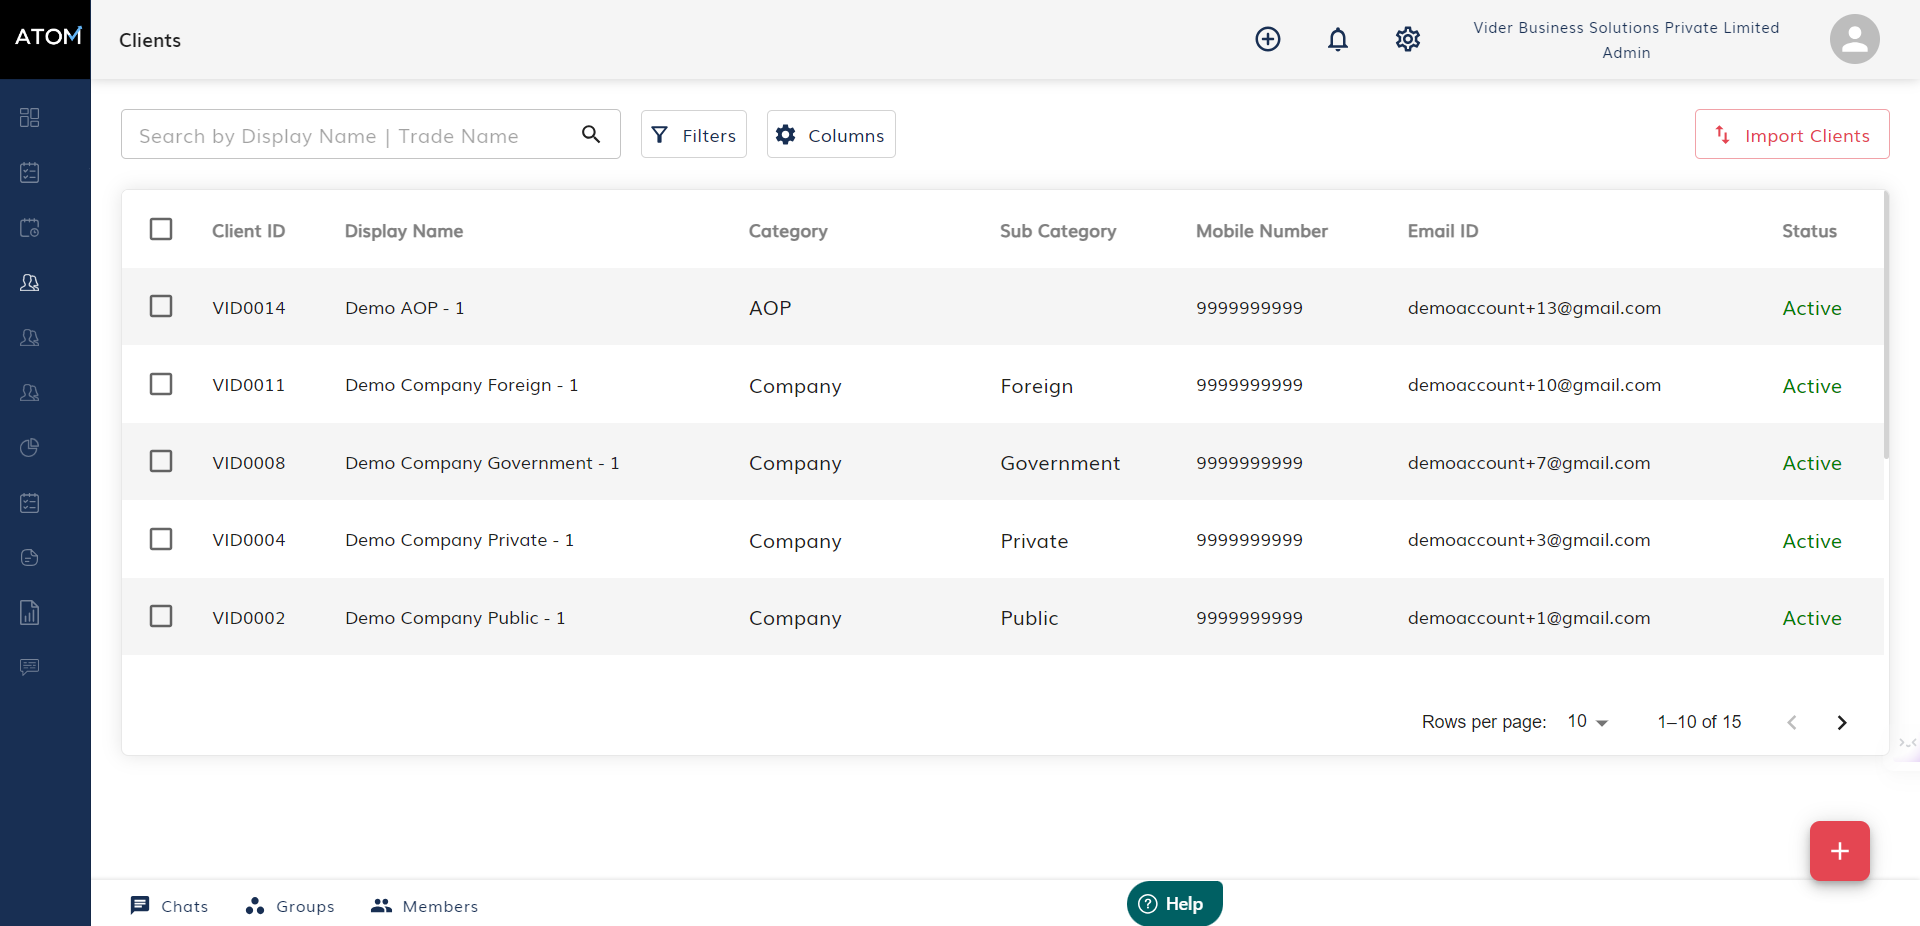 ATOM
Clients
Vider Business Solutions Private Limited
Admin
Search by Display Name | Trade Name
Filters
Columns
Import Clients
Client ID Display Name Category Sub Category Mobile Number Email ID Status
VID0014 Demo AOP - 1 AOP 9999999999 demoaccount+13@gmail.com Active
VID0011 Demo Company Foreign - 1 Company Foreign 9999999999 demoaccount+10@gmail.com Active
VID0008 Demo Company Government - 1 Company Government 9999999999 demoaccount+7@gmail.com Active
VID0004 Demo Company Private - 1 Company Private 9999999999 demoaccount+3@gmail.com Active
VID0002 Demo Company Public - 1 Company Public 9999999999 demoaccount+1@gmail.com Active
Rows per page: 10 1–10 of 15
Chats Groups Members
Help